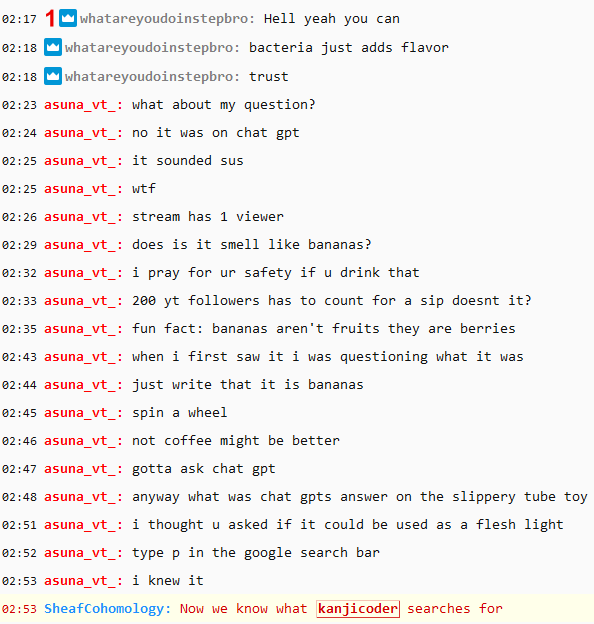 02:17 1 whatareyoudoinstepbro: Hell yeah you can
02:18 whatareyoudoinstepbro: bacteria just adds flavor
02:18 whatareyoudoinstepbro: trust
02:23 asuna_vt_: what about my question?
02:24 asuna_vt_: no it was on chat gpt
02:25 asuna_vt_: it sounded sus
02:25 asuna_vt_: wtf
02:26 asuna_vt_: stream has 1 viewer
02:29 asuna_vt_: does is it smell like bananas?
02:32 asuna_vt_: i pray for ur safety if u drink that
02:33 asuna_vt_: 200 yt followers has to count for a sip doesnt it?
02:35 asuna_vt_: fun fact: bananas aren't fruits they are berries
02:43 asuna_vt_: when i first saw it i was questioning what it was
02:44 asuna_vt_: just write that it is bananas
02:45 asuna_vt_: spin a wheel
02:46 asuna_vt_: not coffee might be better
02:47 asuna_vt_: gotta ask chat gpt
02:48 asuna_vt_: anyway what was chat gpts answer on the slippery tube toy
02:51 asuna_vt_: i thought u asked if it could be used as a flesh light
02:52 asuna_vt_: type p in the google search bar
02:53 asuna_vt_: i knew it
02:53 SheafCohomology: Now we know what kanjicoder searches for